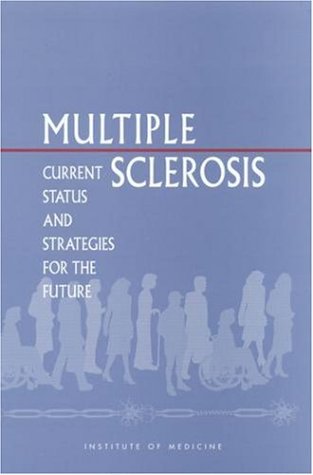 MULTIPLE
SCLEROSIS
CURRENT
STATUS
AND
STRATEGIES
FOR THE
FUTURE
INSTITUTE OF MEDICINE